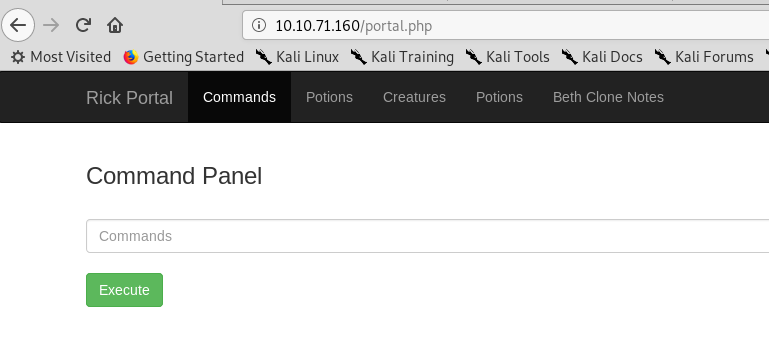 10.10.71.160/portal.php
Most Visited Getting Started Kali Linux Kali Training Kali Tools Kali Docs Kali Forums
Rick Portal Commands Potions Creatures Potions Beth Clone Notes
Command Panel
Commands
Execute